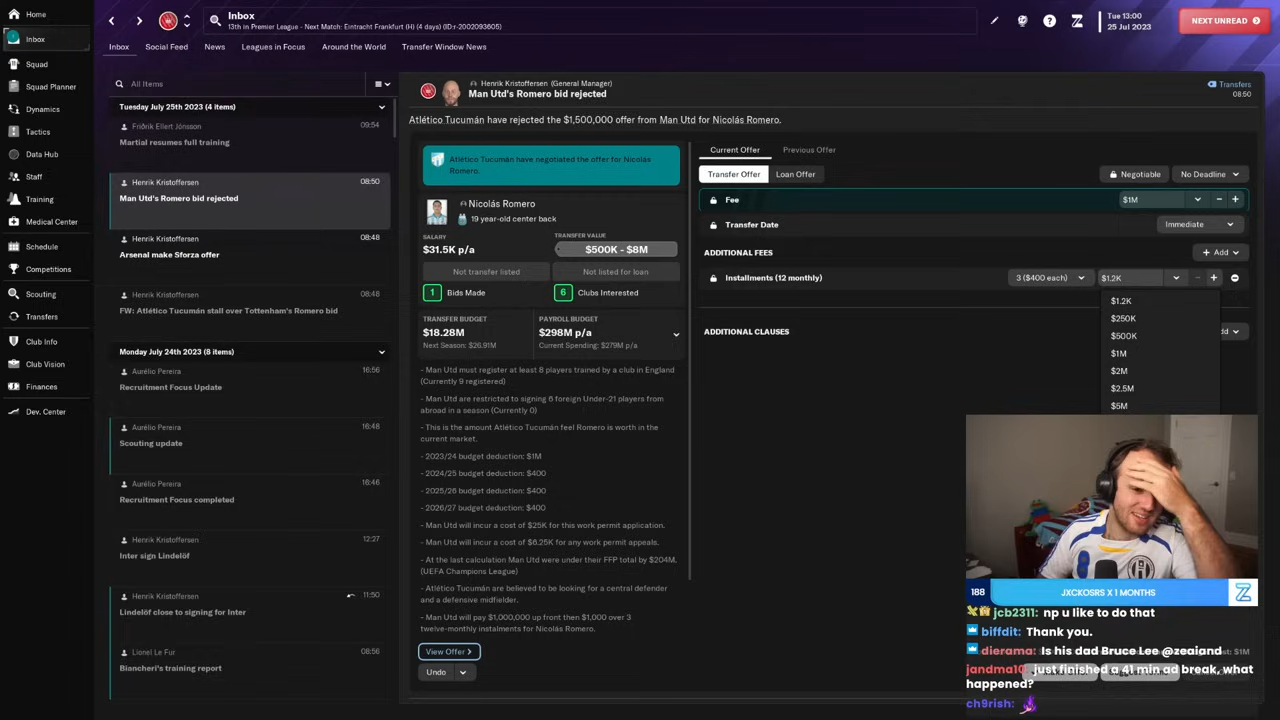 Home
Inbox
Squad
Squad Planner
Dynamics
Tactics
Data Hub
Staff
Training
Medical Center
Schedule
Competitions
Scouting
Transfers
Club Info
Club Vision
Finances
Dev. Center
Inbox
13th in Premier League - Next Match: Eintracht Frankfurt (H) (4 days) (ID:r-2002093605)
Tue 13:00
25 Jul 2023
NEXT UNREAD
Inbox
Social Feed
News
Leagues in Focus
Around the World
Transfer Window News
All Items
Tuesday July 25th 2023 (4 items)
Friðrik Ellert Jónsson 09:54
Martial resumes full training
Henrik Kristoffersen 08:50
Man Utd's Romero bid rejected
Henrik Kristoffersen 08:48
Arsenal make Sforza offer
Henrik Kristoffersen 08:48
FW: Atlético Tucumán stall over Tottenham's Romero bid
Monday July 24th 2023 (8 items)
Aurélio Pereira 16:56
Recruitment Focus Update
Aurélio Pereira 16:48
Scouting update
Aurélio Pereira 16:46
Recruitment Focus completed
Henrik Kristoffersen 12:27
Inter sign Lindelöf
Henrik Kristoffersen 11:50
Lindelöf close to signing for Inter
Lionel Le Fur 08:56
Biancheri's training report
Henrik Kristoffersen (General Manager)
Man Utd's Romero bid rejected
Transfers
08:50
Atlético Tucumán have rejected the $1,500,000 offer from Man Utd for Nicolás Romero.
Atlético Tucumán have negotiated the offer for Nicolás
Romero.
Nicolás Romero
19 year-old center back
SALARY
$31.5K p/a
TRANSFER VALUE
$500K - $8M
Not transfer listed
Not listed for loan
1 Bids Made
6 Clubs Interested
TRANSFER BUDGET
$18.28M
Next Season: $26.91M
PAYROLL BUDGET
$298M p/a
Current Spending: $279M p/a
- Man Utd must register at least 8 players trained by a club in England
(Currently 9 registered)
- Man Utd are restricted to signing 6 foreign Under-21 players from
abroad in a season (Currently 0)
- This is the amount Atlético Tucumán feel Romero is worth in the
current market.
- 2023/24 budget deduction: $1M
- 2024/25 budget deduction: $400
- 2025/26 budget deduction: $400
- 2026/27 budget deduction: $400
- Man Utd will incur a cost of $25K for this work permit application.
- Man Utd will incur a cost of $6.25K for any work permit appeals.
- At the last calculation Man Utd were under their FFP total by $204M.
(UEFA Champions League)
- Atlético Tucumán are believed to be looking for a central defender
and a defensive midfielder.
- Man Utd will pay $1,000,000 up front then $1,000 over 3
twelve-monthly instalments for Nicolás Romero.
View Offer
Undo
Current Offer
Previous Offer
Transfer Offer
Loan Offer
Negotiable
No Deadline
Fee
$1M
Transfer Date
Immediate
ADDITIONAL FEES
+ Add
Installments (12 monthly)
3 ($400 each)
$1.2K
$1.2K
$250K
$500K
$1M
$2M
$2.5M
$5M
ADDITIONAL CLAUSES
188
JXCKOSRS X 1 MONTHS
jcb2311: np u like to do that
biffdit: Thank you.
dierama: Is his dad Bruce Lee @zeajand
jandma10: just finished a 41 min ad break, what
happened?
ch9rish: